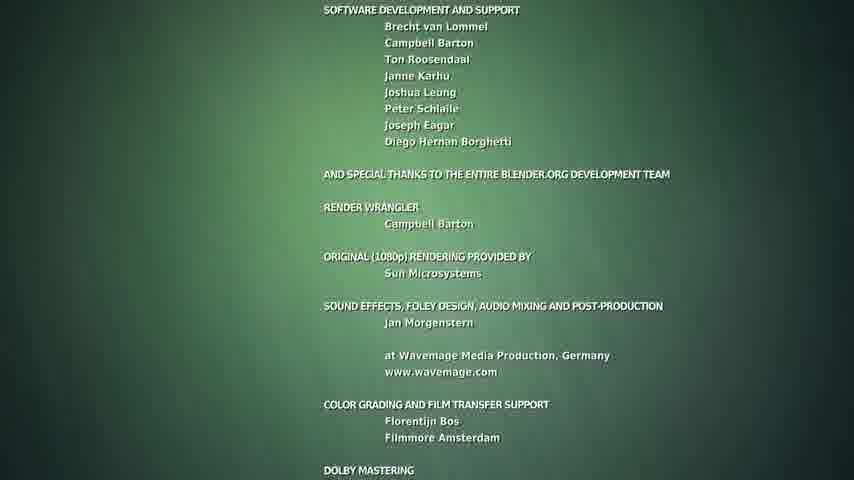 SOFTWARE DEVELOPMENT AND SUPPORT
Brecht van Lommel
Campbell Barton
Ton Roosendaal
Janne Karhu
Joshua Leung
Peter Schlaile
Joseph Eagar
Diego Hernan Borghetti
AND SPECIAL THANKS TO THE ENTIRE BLENDER.ORG DEVELOPMENT TEAM
RENDER WRANGLER
Campbell Barton
ORIGINAL (1080p) RENDERING PROVIDED BY
Sun Microsystems
SOUND EFFECTS, FOLEY DESIGN, AUDIO MIXING AND POST-PRODUCTION
Jan Morgenstern
at Wavemage Media Production, Germany
www.wavemage.com
COLOR GRADING AND FILM TRANSFER SUPPORT
Florentijn Bos
Filmmore Amsterdam
DOLBY MASTERING